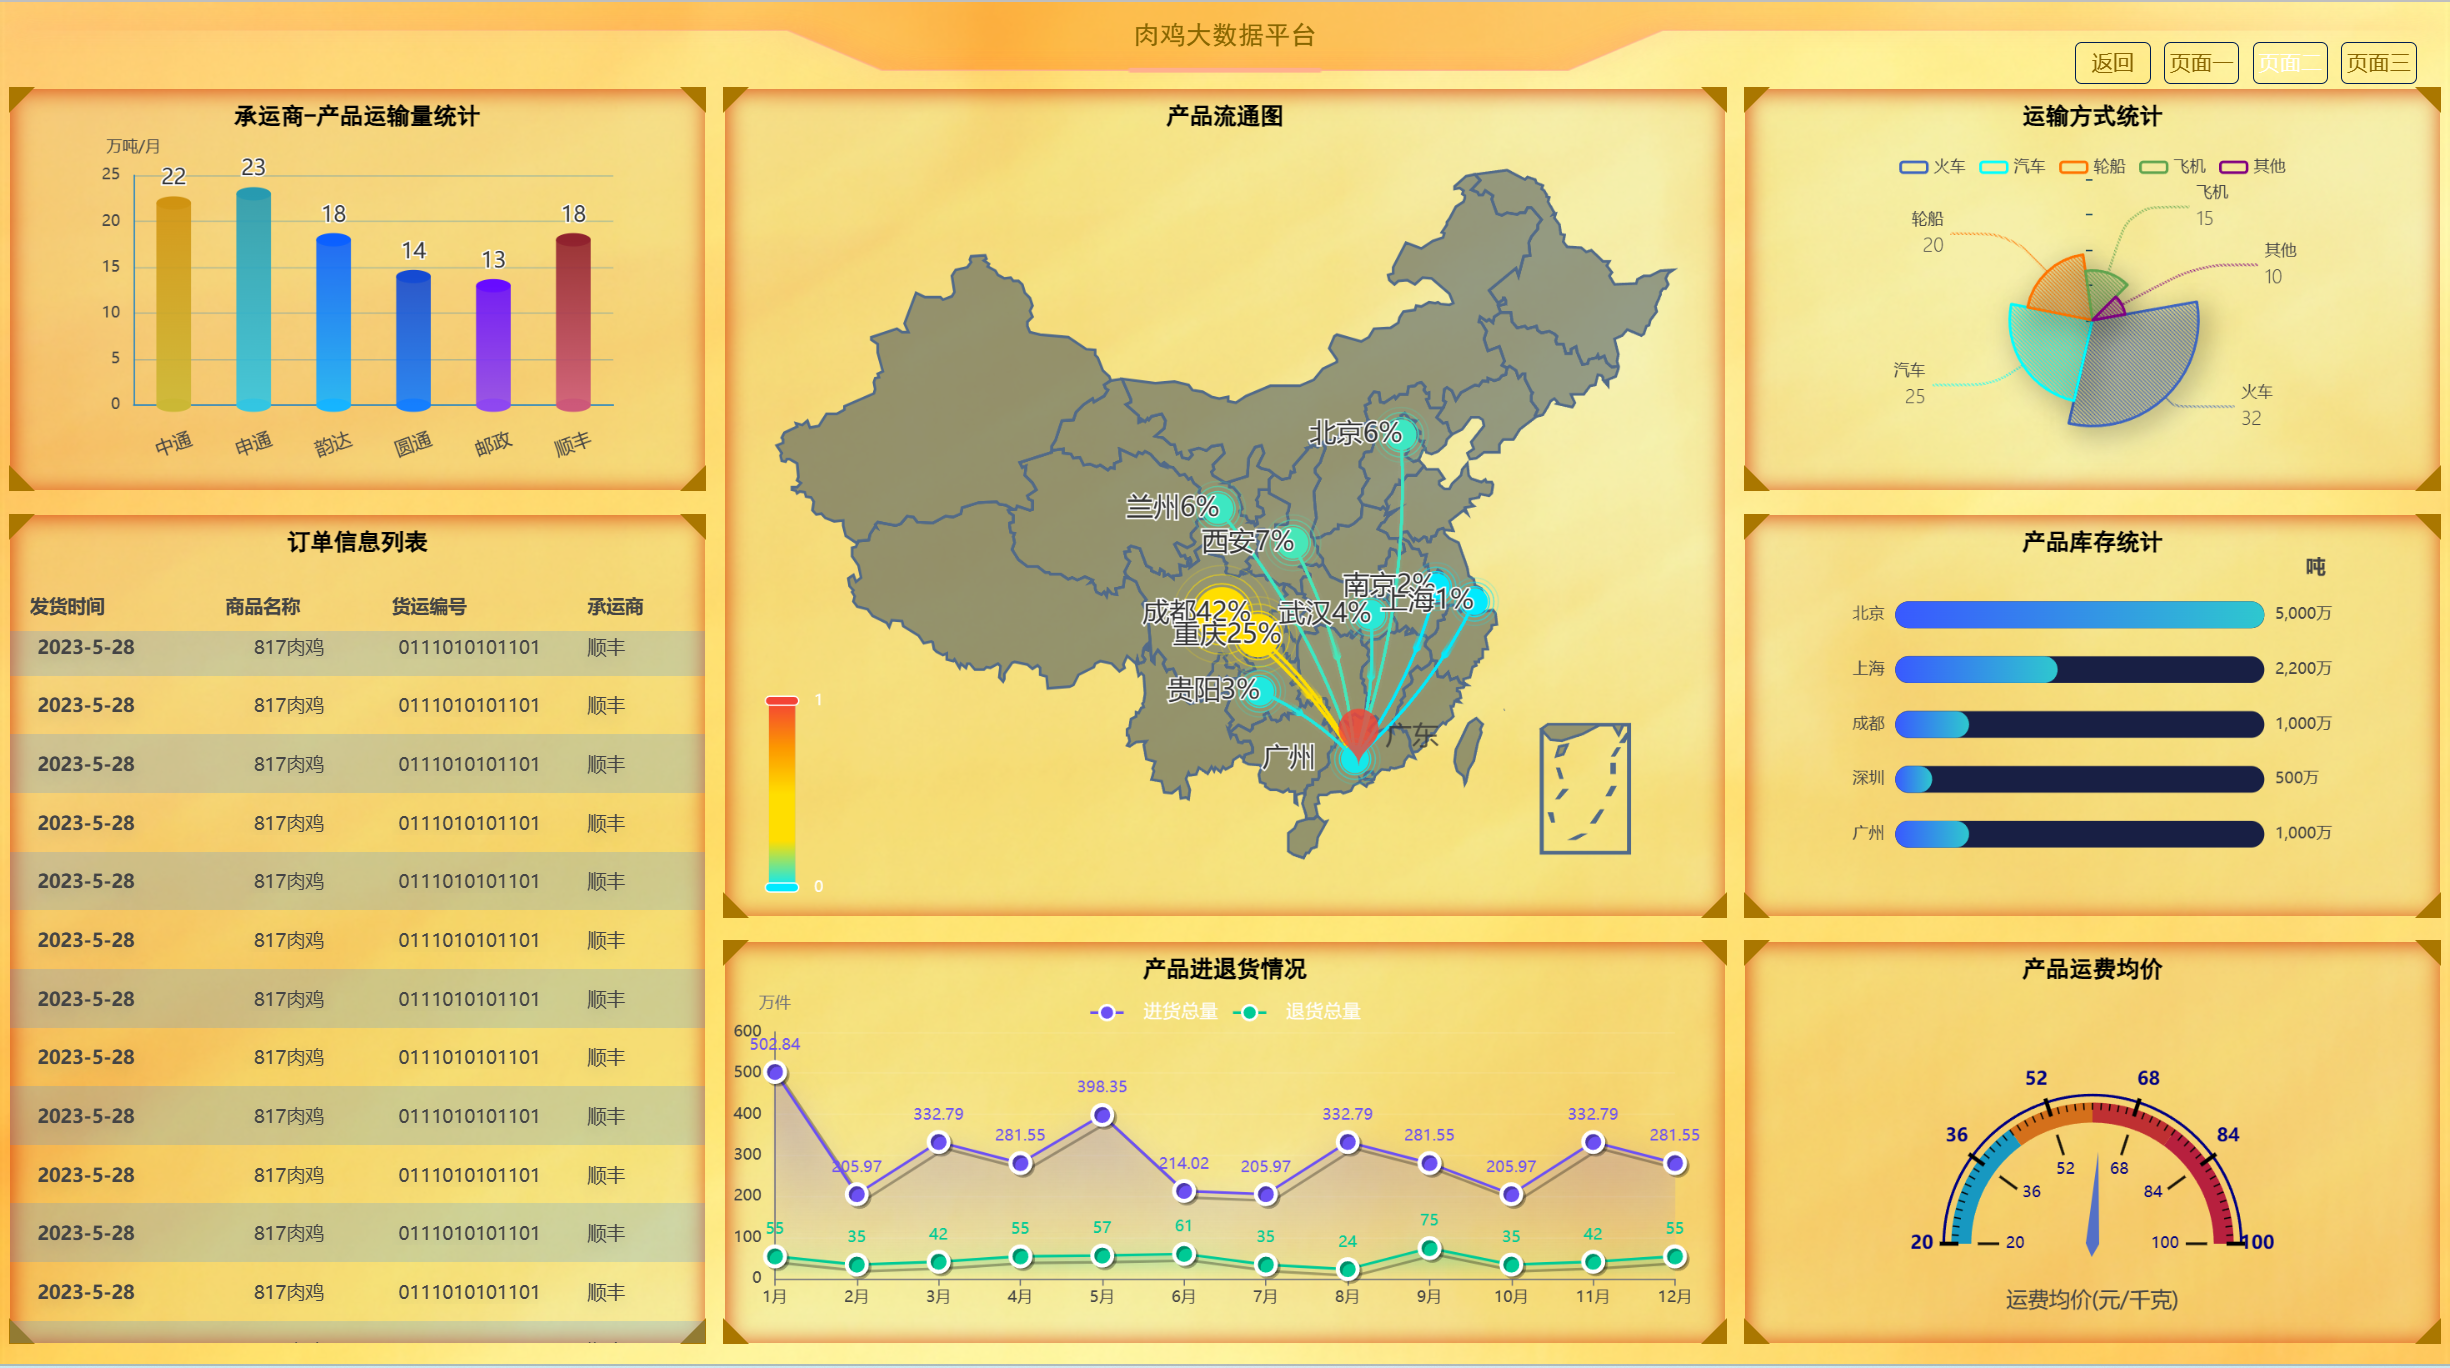 肉鸡大数据平台
返回
页面一
页面二
页面三
承运商-产品运输量统计
万吨/月
25
20
15
10
5
0
22
23
18
14
13
18
中通
申通
韵达
圆通
邮政
顺丰
订单信息列表
发货时间 商品名称 货运编号 承运商
2023-5-28 817肉鸡 0111010101101 顺丰
2023-5-28 817肉鸡 0111010101101 顺丰
2023-5-28 817肉鸡 0111010101101 顺丰
2023-5-28 817肉鸡 0111010101101 顺丰
2023-5-28 817肉鸡 0111010101101 顺丰
2023-5-28 817肉鸡 0111010101101 顺丰
2023-5-28 817肉鸡 0111010101101 顺丰
2023-5-28 817肉鸡 0111010101101 顺丰
2023-5-28 817肉鸡 0111010101101 顺丰
2023-5-28 817肉鸡 0111010101101 顺丰
2023-5-28 817肉鸡 0111010101101 顺丰
2023-5-28 817肉鸡 0111010101101 顺丰
产品流通图
北京6%
兰州6%
西安7%
南京2%
上海1%
成都42%
武汉4%
重庆25%
贵阳3%
广东
广州
1
0
产品进退货情况
万件
进货总量 退货总量
600
500
400
300
200
100
0
502.84
205.97
332.79
281.55
398.35
214.02
205.97
332.79
281.55
205.97
332.79
281.55
55
35
42
55
57
61
35
24
75
35
42
55
1月 2月 3月 4月 5月 6月 7月 8月 9月 10月 11月 12月
运输方式统计
火车 汽车 轮船 飞机 其他
飞机
15
轮船
20
其他
10
汽车
25
火车
32
产品库存统计
吨
北京 5,000万
上海 2,200万
成都 1,000万
深圳 500万
广州 1,000万
产品运费均价
20
36
52
68
84
100
20
36
52
68
84
100
运费均价(元/千克)